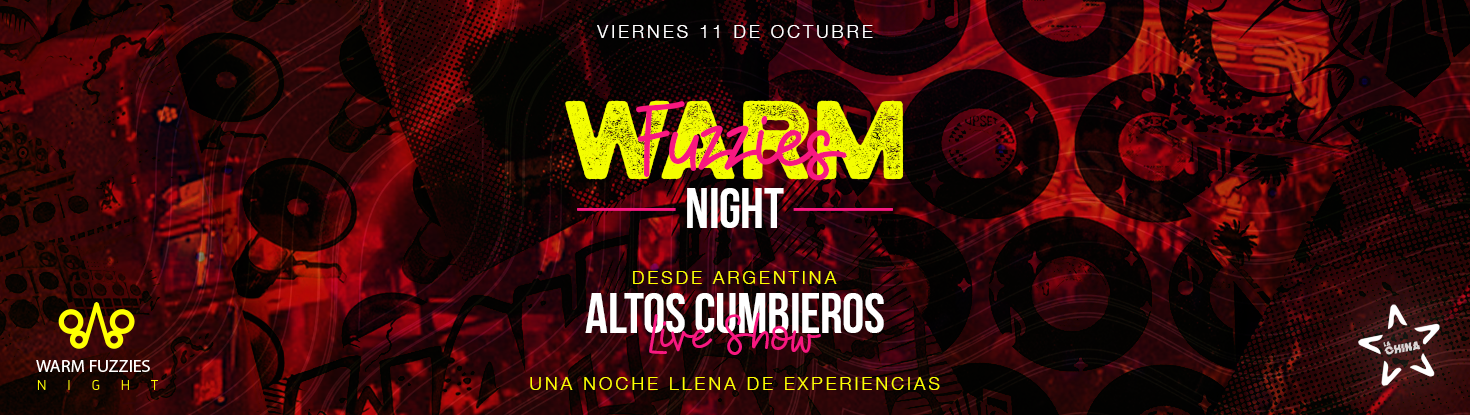 VIERNES 11 DE OCTUBRE
WARM
Fuzzies
NIGHT
DESDE ARGENTINA
ALTOS CUMBIEROS
Live Show
UNA NOCHE LLENA DE EXPERIENCIAS
WARM FUZZIES
NIGHT
LA
CHINA